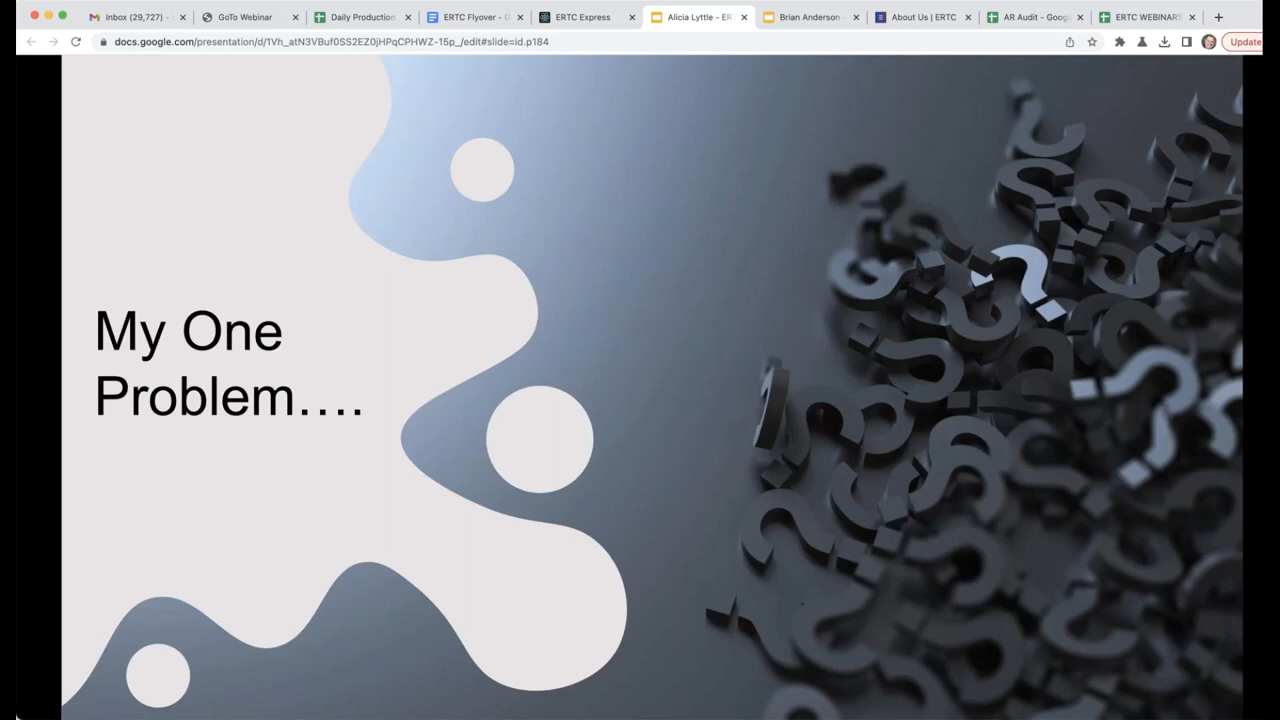 Inbox (29,727) -
GoTo Webinar
Daily Production
ERTC Flyover - G
ERTC Express
Alicia Lyttle - ER
Brian Anderson -
About Us | ERTC
AR Audit - Google
ERTC WEBINARS
docs.google.com/presentation/d/1Vh_atN3VBuf0SS2EZ0jHPqCPHWZ-15p_/edit#slide=id.p184
Update
My One
Problem….